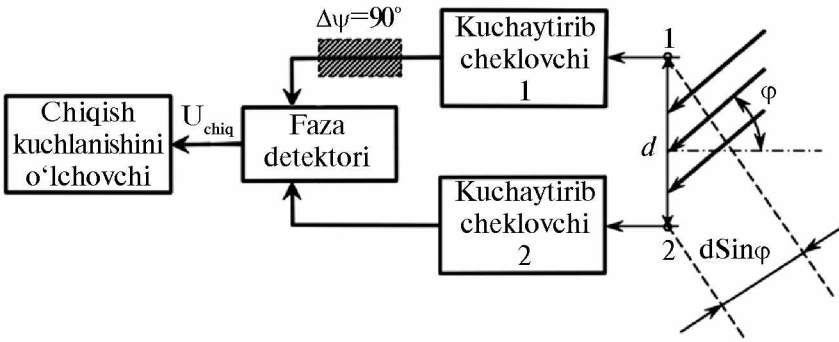 Δψ=90°
Kuchaytirib
cheklovchi
1
1
φ
Chiqish
kuchlanishini
o‘lchovchi
U chiq
Faza
detektori
d
Kuchaytirib
cheklovchi
2
2
dSinφ